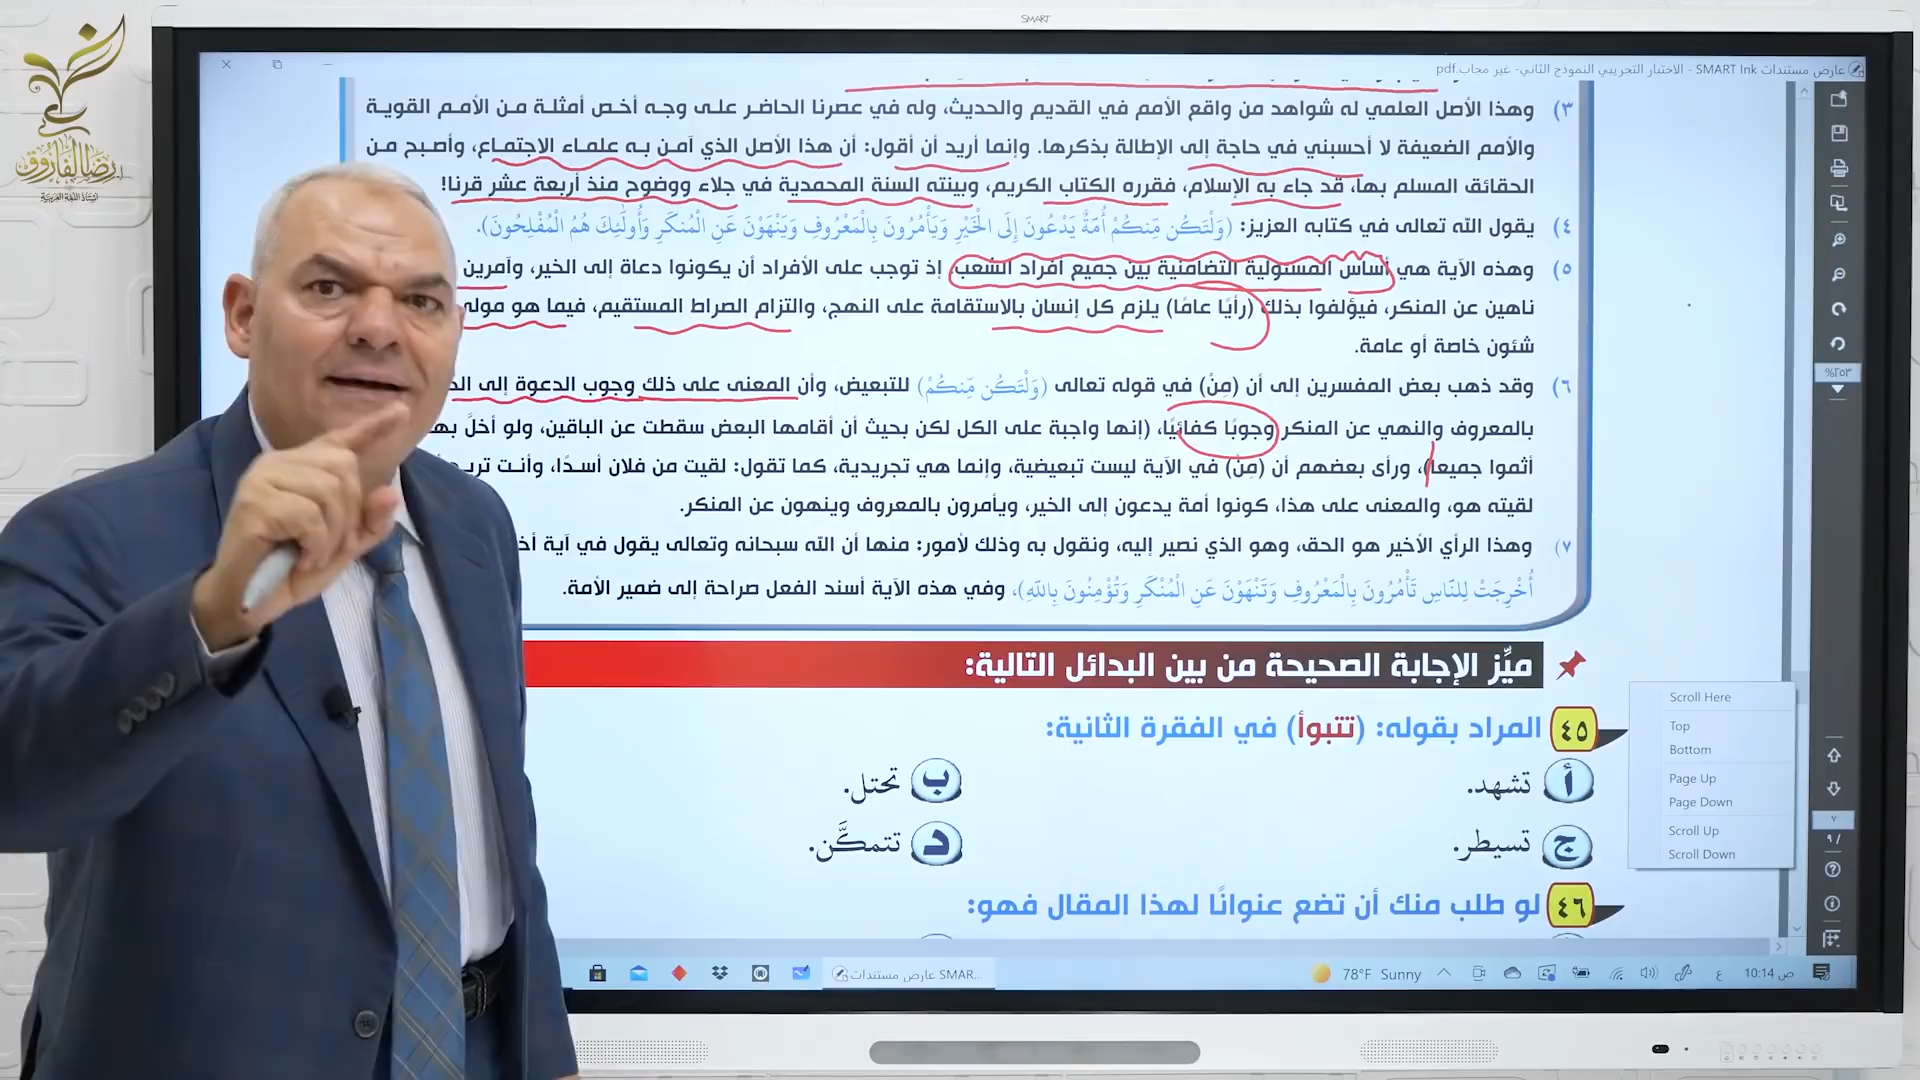 SMART
عارض مستندات SMART Ink - الاختبار التجريبي النموذج الثاني- غير مجاب.pdf
٣) وهذا الأصل العلمي له شواهد من واقع الأمم في القديم والحديث، وله في عصرنا الحاضر على وجه أخص أمثلة من الأمم القوية
والأمم الضعيفة لا أحسبني في حاجة إلى الإطالة بذكرها. وإنما أريد أن أقول: أن هذا الأصل الذي آمن به علماء الاجتماع، وأصبح من
الحقائق المسلم بها، قد جاء به الإسلام، فقرره الكتاب الكريم، وبينته السنة المحمدية في جلاء ووضوح منذ أربعة عشر قرنا!
٤) يقول الله تعالى في كتابه العزيز: (وَلْتَكُن مِّنكُمْ أُمَّةٌ يَدْعُونَ إِلَى الْخَيْرِ وَيَأْمُرُونَ بِالْمَعْرُوفِ وَيَنْهَوْنَ عَنِ الْمُنكَرِ وَأُولَٰئِكَ هُمُ الْمُفْلِحُونَ).
٥) وهذه الآية هي أساس المسئولية التضامنية بين جميع أفراد الشعب، إذ توجب على الأفراد أن يكونوا دعاة إلى الخير، وآمرين
ناهين عن المنكر، فيؤلفوا بذلك (رأيًا عامًا) يلزم كل إنسان بالاستقامة على النهج، والتزام الصراط المستقيم، فيما هو مولى
شئون خاصة أو عامة.
٦) وقد ذهب بعض المفسرين إلى أن (مِنْ) في قوله تعالى (وَلْتَكُن مِّنكُمْ) للتبعيض، وأن المعنى على ذلك وجوب الدعوة إلى
بالمعروف والنهي عن المنكر وجوبًا كفائيًا، (إنها واجبة على الكل لكن بحيث أن أقامها البعض سقطت عن الباقين، ولو أخلَّ
أثموا جميعا)، ورأى بعضهم أن (مِنْ) في الآية ليست تبعيضية، وإنما هي تجريدية، كما تقول: لقيت من فلان أسدًا، وأنت
لقيته هو، والمعنى على هذا، كونوا أمة يدعون إلى الخير، ويأمرون بالمعروف وينهون عن المنكر.
٧) وهذا الرأي الأخير هو الحق، وهو الذي نصير إليه، ونقول به وذلك لأمور: منها أن الله سبحانه وتعالى يقول في آية
أُخْرِجَتْ لِلنَّاسِ تَأْمُرُونَ بِالْمَعْرُوفِ وَتَنْهَوْنَ عَنِ الْمُنْكَرِ وَتُؤْمِنُونَ بِاللهِ)، وفي هذه الآية أسند الفعل صراحة إلى ضمير الأمة.
ميِّز الإجابة الصحيحة من بين البدائل التالية:
٤٥ المراد بقوله: (تتبوأ) في الفقرة الثانية:
أ تشهد.
ب تحتل.
ج تسيطر.
د تتمكَّن.
٤٦ لو طلب منك أن تضع عنوانًا لهذا المقال فهو:
Scroll Here
Top
Bottom
Page Up
Page Down
Scroll Up
Scroll Down
٢٥٣%
٧
٩ /
عارض مستندات SMAR...
78°F Sunny
ع
10:14 ص
رضا الفاروق
أستاذ اللغة العربية